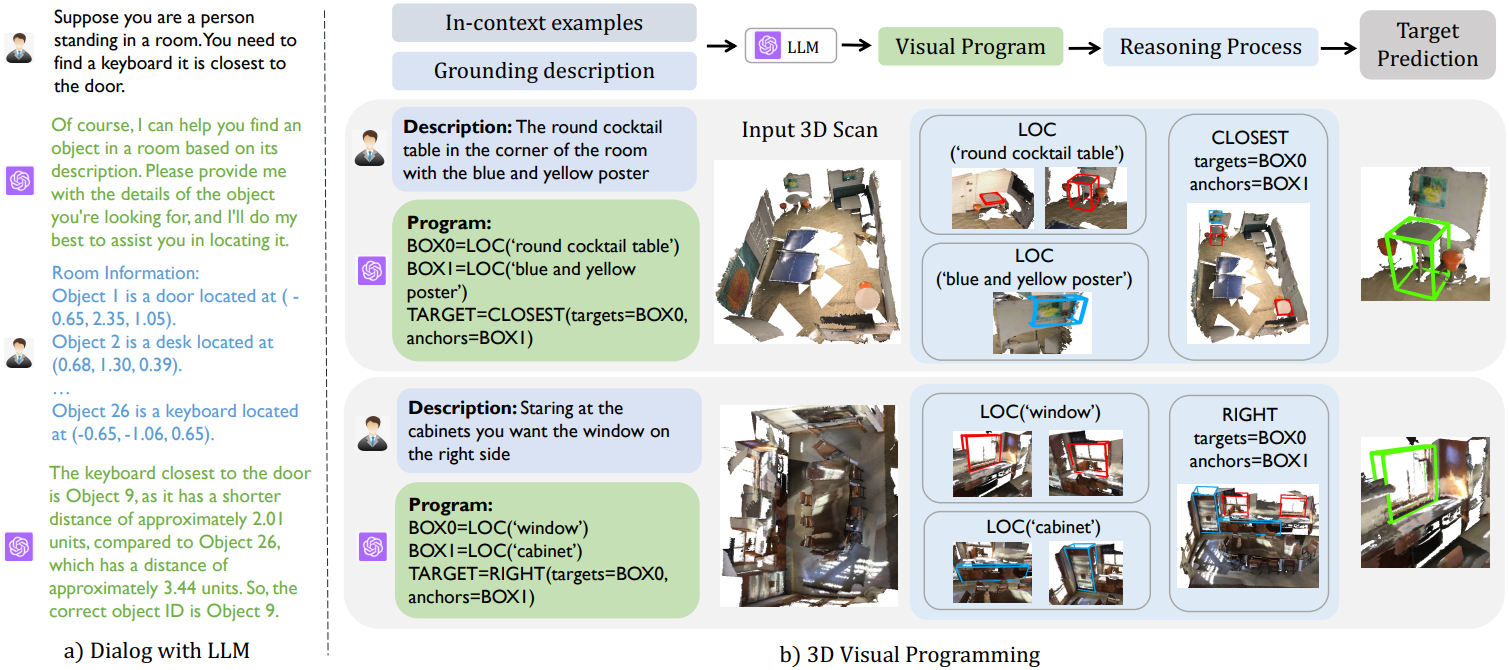 Suppose you are a person
standing in a room. You need to
find a keyboard it is closest to
the door.
Of course, I can help you find an
object in a room based on its
description. Please provide me
with the details of the object
you're looking for, and I'll do my
best to assist you in locating it.
Room Information:
Object 1 is a door located at ( -
0.65, 2.35, 1.05).
Object 2 is a desk located at
(0.68, 1.30, 0.39).
...
Object 26 is a keyboard located
at (-0.65, -1.06, 0.65).
The keyboard closest to the door
is Object 9, as it has a shorter
distance of approximately 2.01
units, compared to Object 26,
which has a distance of
approximately 3.44 units. So, the
correct object ID is Object 9.
a) Dialog with LLM
In-context examples
Grounding description
LLM
Visual Program
Reasoning Process
Target
Prediction
Description: The round cocktail
table in the corner of the room
with the blue and yellow poster
Program:
BOX0=LOC(‘round cocktail table’)
BOX1=LOC(‘blue and yellow
poster’)
TARGET=CLOSEST(targets=BOX0,
anchors=BOX1)
Input 3D Scan
LOC
(‘round cocktail table’)
LOC
(‘blue and yellow poster’)
CLOSEST
targets=BOX0
anchors=BOX1
Description: Staring at the
cabinets you want the window on
the right side
Program:
BOX0=LOC(‘window’)
BOX1=LOC(‘cabinet’)
TARGET=RIGHT(targets=BOX0,
anchors=BOX1)
LOC(‘window’)
LOC(‘cabinet’)
RIGHT
targets=BOX0
anchors=BOX1
b) 3D Visual Programming